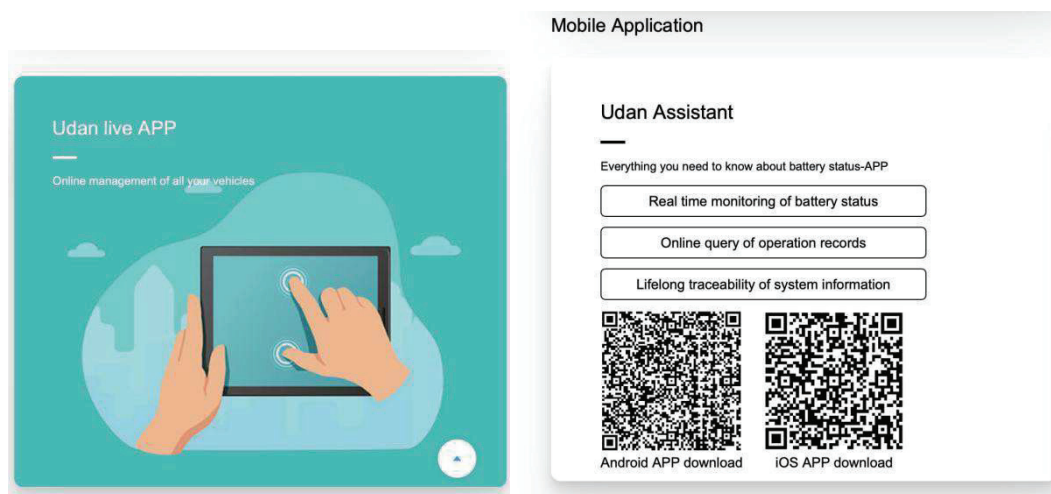 Udan live APP
Online management of all your vehicles
Mobile Application
Udan Assistant
Everything you need to know about battery status-APP
Real time monitoring of battery status
Online query of operation records
Lifelong traceability of system information
Android APP download
iOS APP download